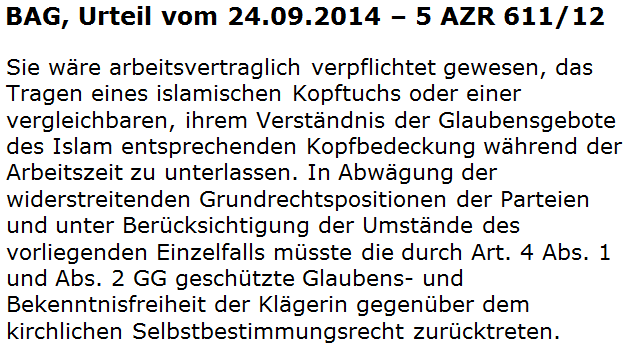 BAG, Urteil vom 24.09.2014 – 5 AZR 611/12
Sie wäre arbeitsvertraglich verpflichtet gewesen, das
Tragen eines islamischen Kopftuchs oder einer
vergleichbaren, ihrem Verständnis der Glaubensgebote
des Islam entsprechenden Kopfbedeckung während der
Arbeitszeit zu unterlassen. In Abwägung der
widerstreitenden Grundrechtspositionen der Parteien
und unter Berücksichtigung der Umstände des
vorliegenden Einzelfalls müsste die durch Art. 4 Abs. 1
und Abs. 2 GG geschützte Glaubens- und
Bekenntnisfreiheit der Klägerin gegenüber dem
kirchlichen Selbstbestimmungsrecht zurücktreten.